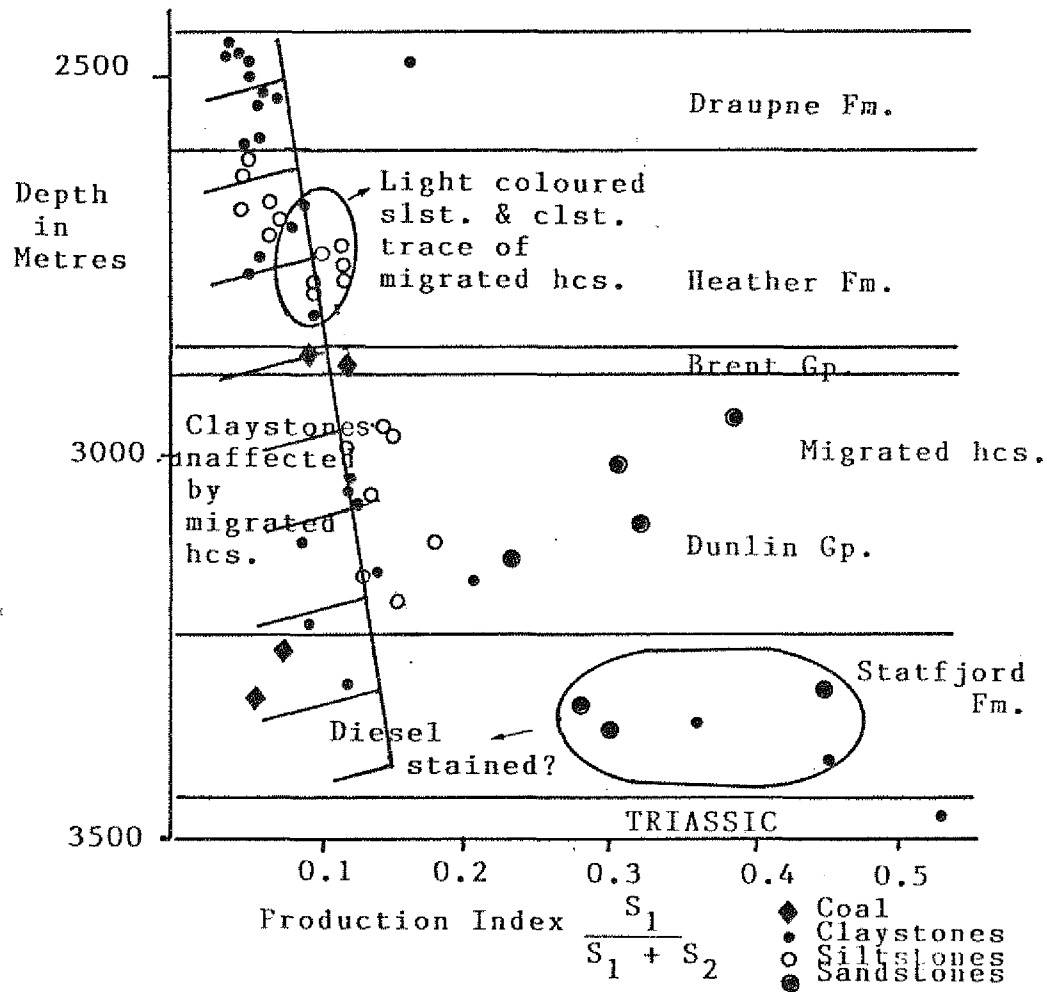 2500
Draupne Fm.
Depth
in
Metres
Light coloured
slst. & clst.
trace of
migrated hcs.
Heather Fm.
Brent Gp.
Claystones
unaffected
by
migrated
hcs.
3000
Migrated hcs.
Dunlin Gp.
Statfjord
Fm.
Diesel
stained?
TRIASSIC
3500
0.1 0.2 0.3 0.4 0.5
Production Index S1
S1 + S2
Coal
Claystones
Siltstones
Sandstones